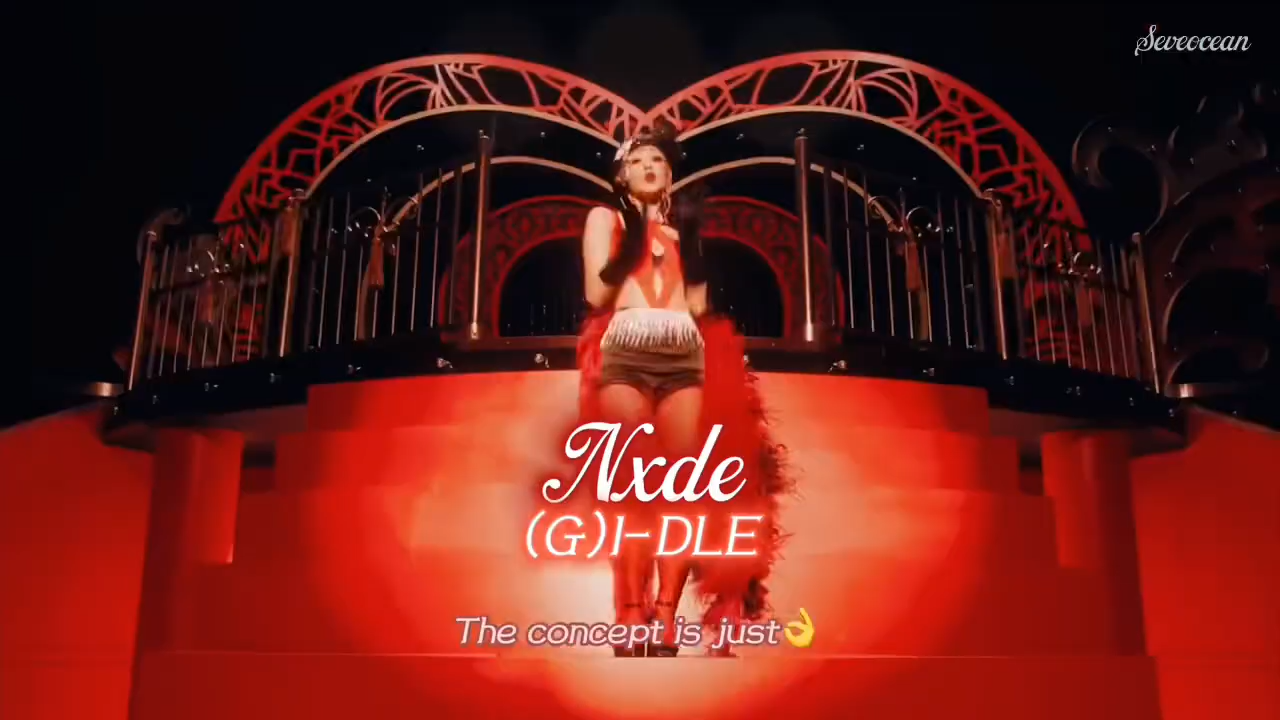 Seveocean
Nxde
(G)I-DLE
The concept is just👌